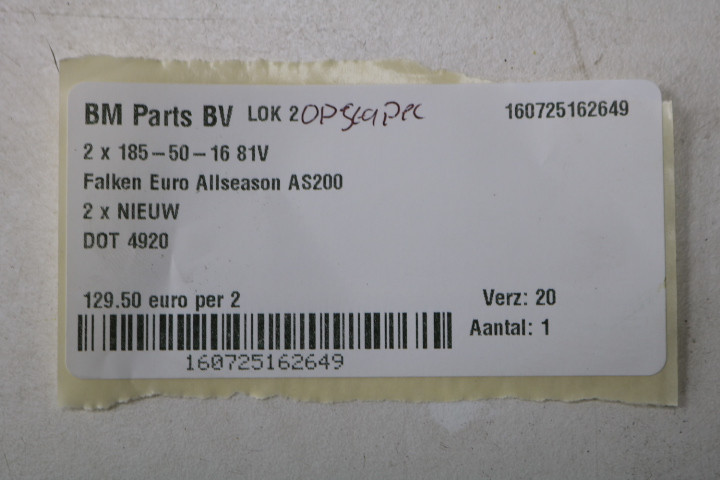 BM Parts BV LOK 2 160725162649
2 x 185-50-16 81V
Falken Euro Allseason AS200
2 x NIEUW
DOT 4920
129.50 euro per 2 Verz: 20
Aantal: 1
160725162649